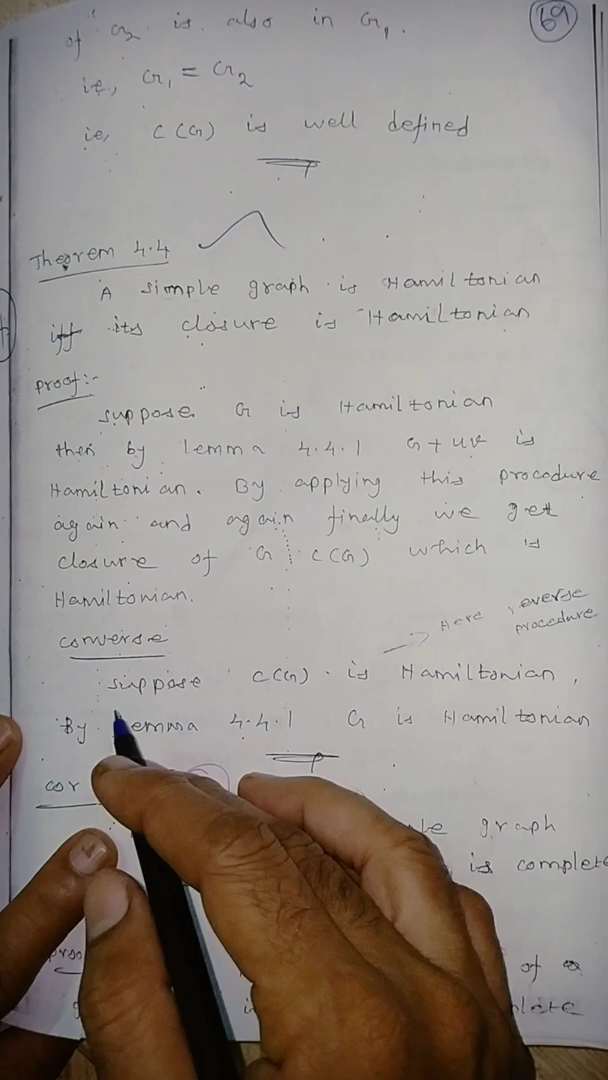 of G2 is also in G1.
69
ie, G1 = G2
ie, C(G) is well defined
Theorem 4.4
A simple graph is Hamiltonian
iff its closure is Hamiltonian
proof:-
suppose G is Hamiltonian
then by lemma 4.4.1 G+uv is
Hamiltonian. By applying this procedure
again and again finally we get
closure of G C(G) which is
Hamiltonian.
Here reverse
procedure
converse
suppose C(G) is Hamiltonian,
By lemma 4.4.1 G is Hamiltonian
cor
graph
is complete
of a